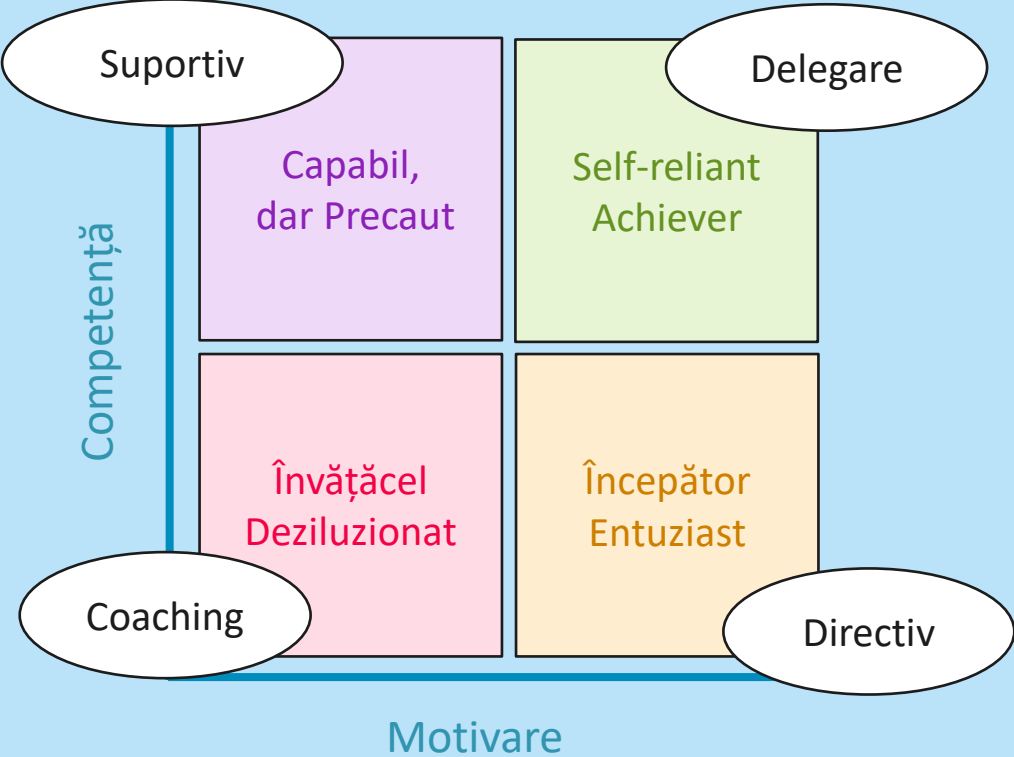 Suportiv
Delegare
Capabil,
dar Precaut
Self-reliant
Achiever
Competență
Învățăcel
Deziluzionat
Începător
Entuziast
Coaching
Directiv
Motivare